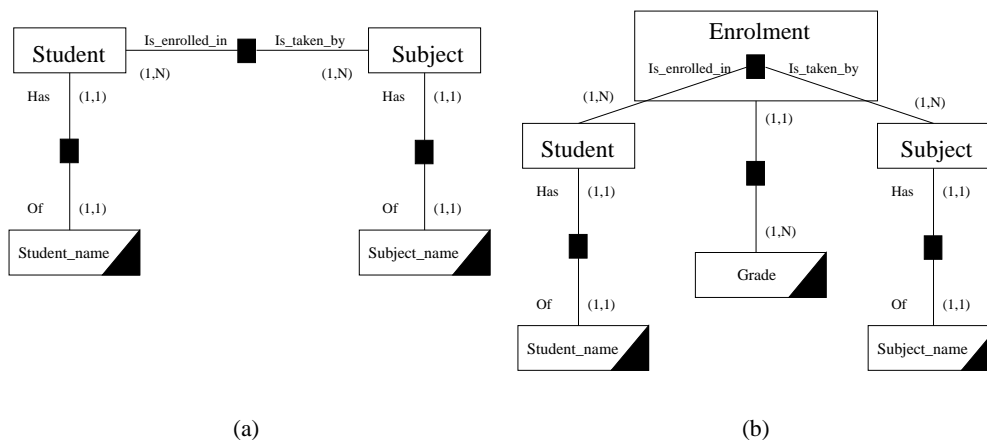 Student
Is_enrolled_in
Is_taken_by
Subject
(1,N)
(1,N)
Has
(1,1)
Has
(1,1)
Of
(1,1)
Of
(1,1)
Student_name
Subject_name
(a)
Enrolment
Is_enrolled_in
Is_taken_by
(1,N)
(1,N)
(1,1)
Student
Subject
Has
(1,1)
Has
(1,1)
(1,N)
Grade
Of
(1,1)
Of
(1,1)
Student_name
Subject_name
(b)